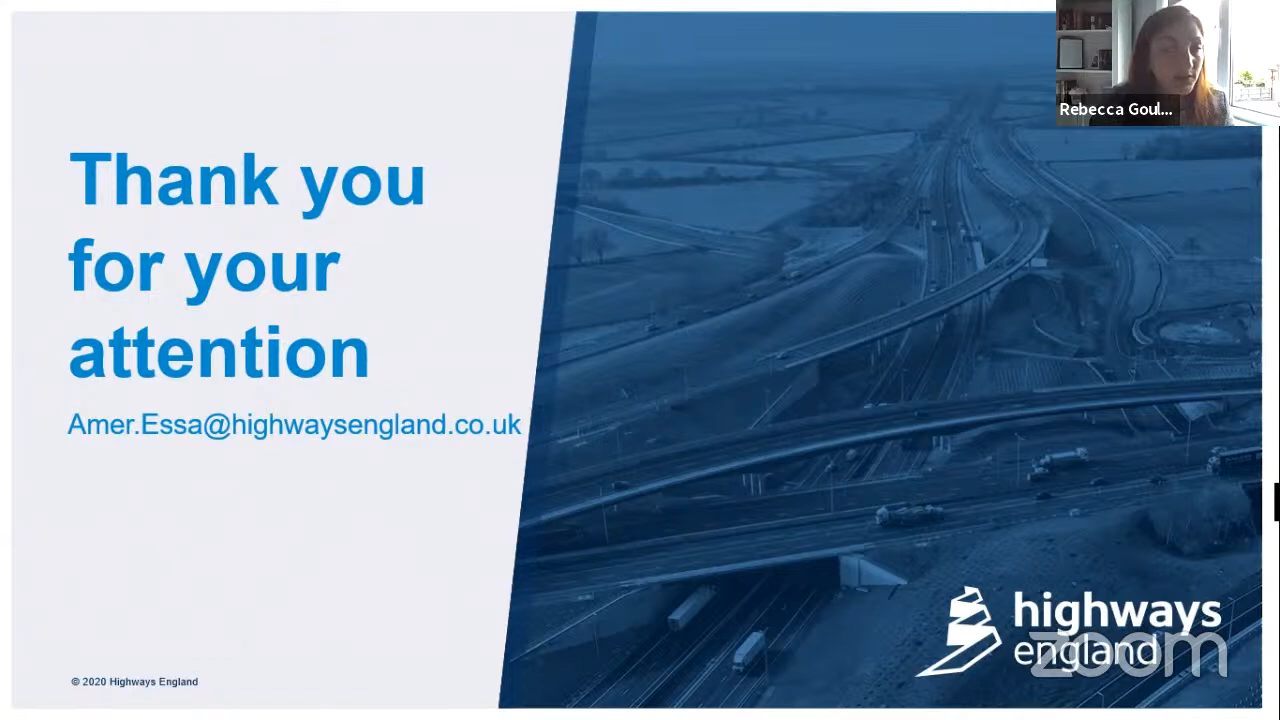 Rebecca Goul...
Thank you
for your
attention
Amer.Essa@highwaysengland.co.uk
highways
england
zoom
© 2020 Highways England